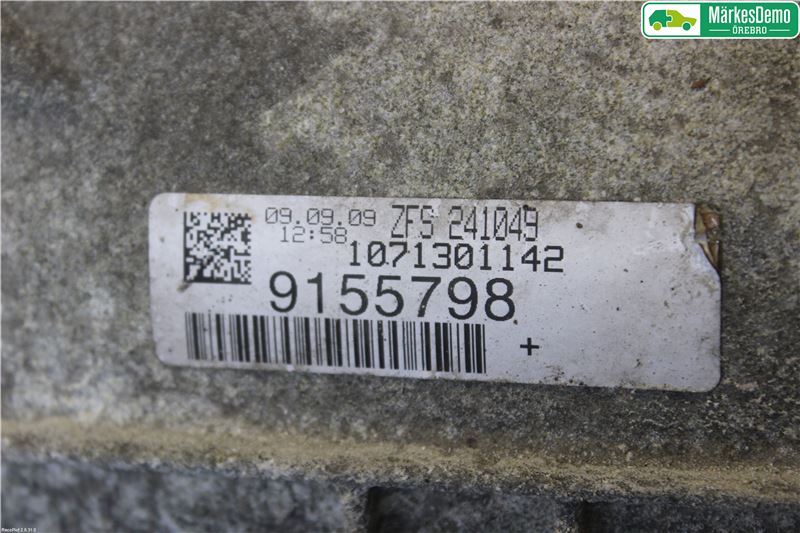 MärkesDemo
ÖREBRO
09.09.09 ZFS 241049
12:58
1071301142
9155798
+